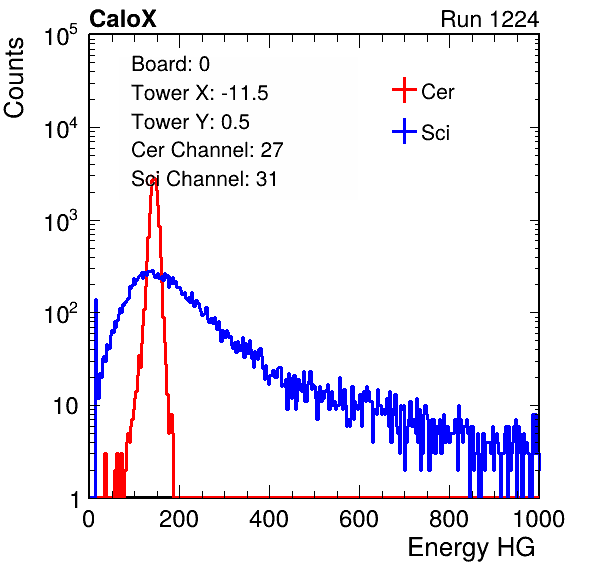 CaloX Run 1224
Counts
Board: 0
Tower X: -11.5
Tower Y: 0.5
Cer Channel: 27
Sci Channel: 31
Cer
Sci
10^5
10^4
10^3
10^2
10
1
0 200 400 600 800 1000
Energy HG